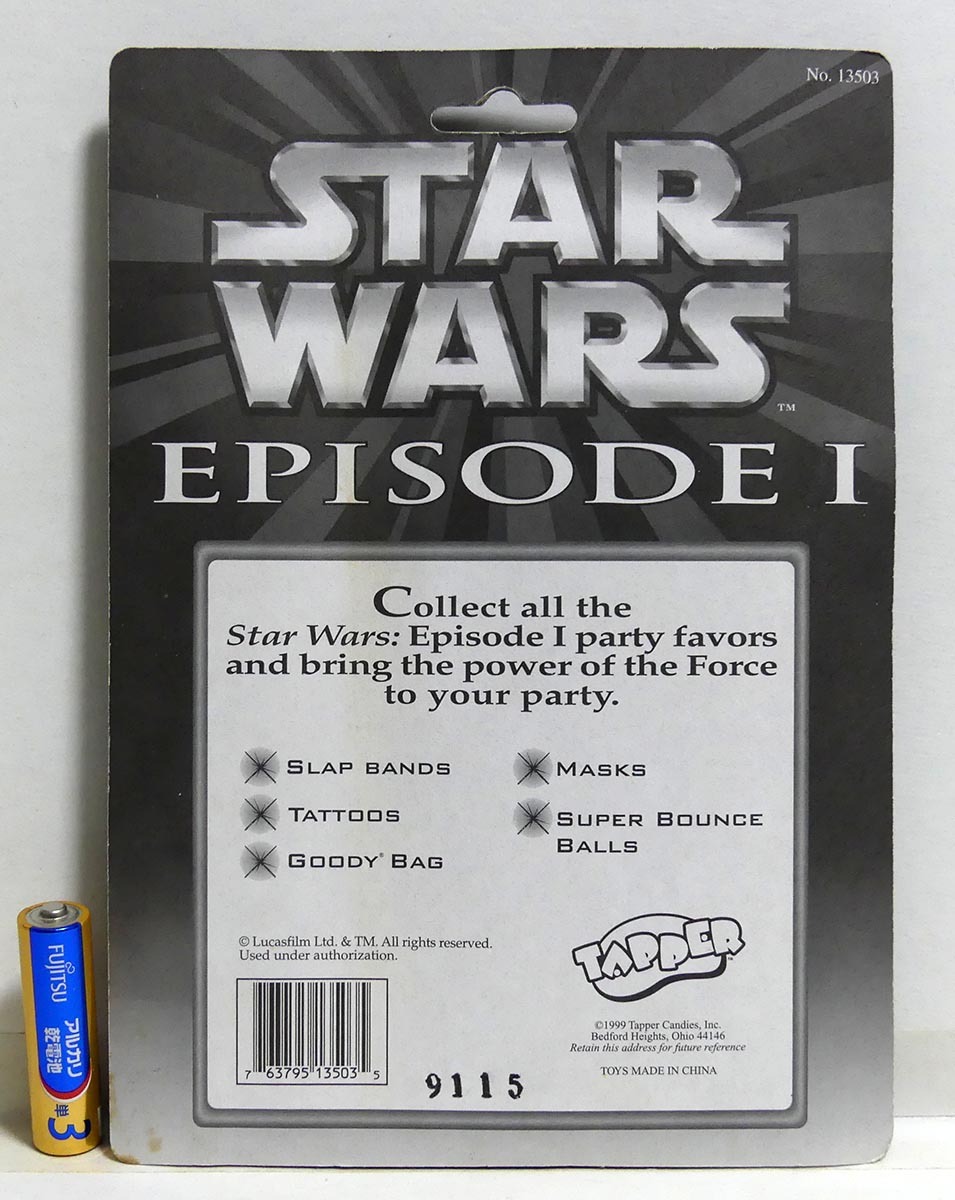 No. 13503
STAR
WARS
™
EPISODE I
Collect all the
Star Wars: Episode I party favors
and bring the power of the Force
to your party.
SLAP BANDS
TATTOOS
GOODY® BAG
MASKS
SUPER BOUNCE
BALLS
© Lucasfilm Ltd. & TM. All rights reserved.
Used under authorization.
TAPPER™
©1999 Tapper Candies, Inc.
Bedford Heights, Ohio 44146
Retain this address for future reference
TOYS MADE IN CHINA
7 63795 13503 5
9115
FUJITSU
アルカリ
乾電池
単3